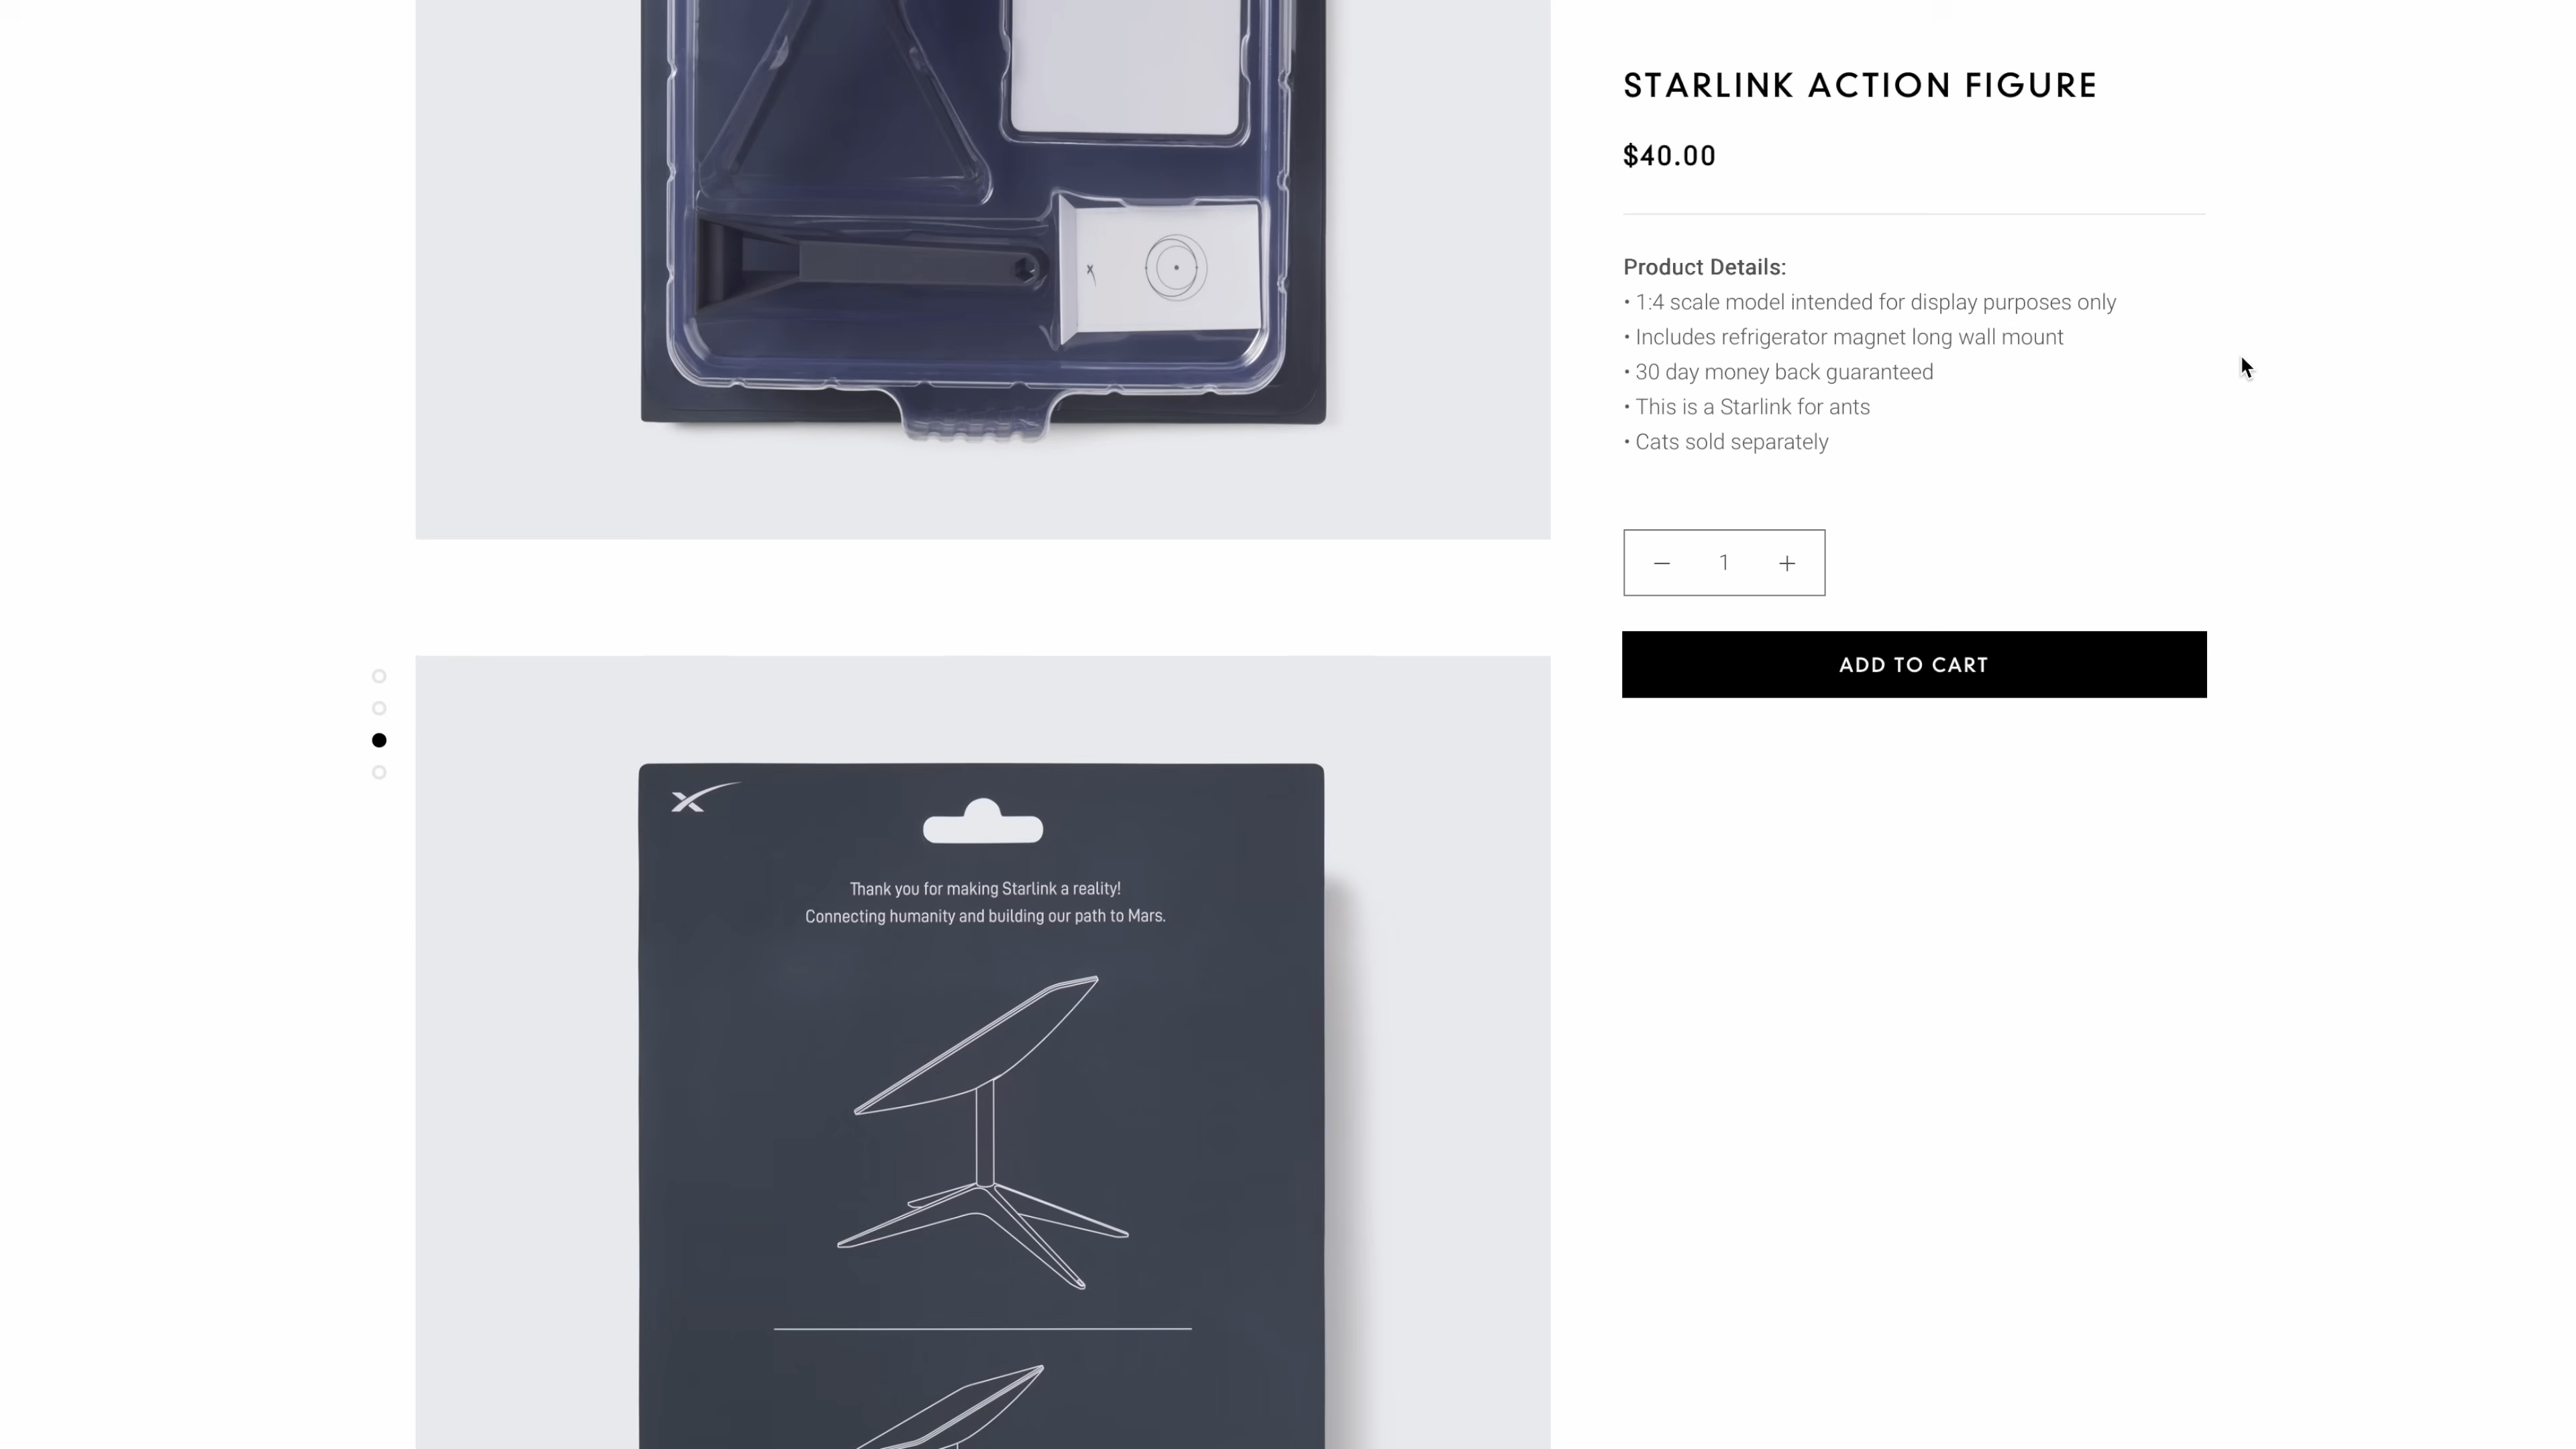 STARLINK ACTION FIGURE
$40.00
Product Details:
• 1:4 scale model intended for display purposes only
• Includes refrigerator magnet long wall mount
• 30 day money back guaranteed
• This is a Starlink for ants
• Cats sold separately
− 1 +
ADD TO CART
X
Thank you for making Starlink a reality!
Connecting humanity and building our path to Mars.